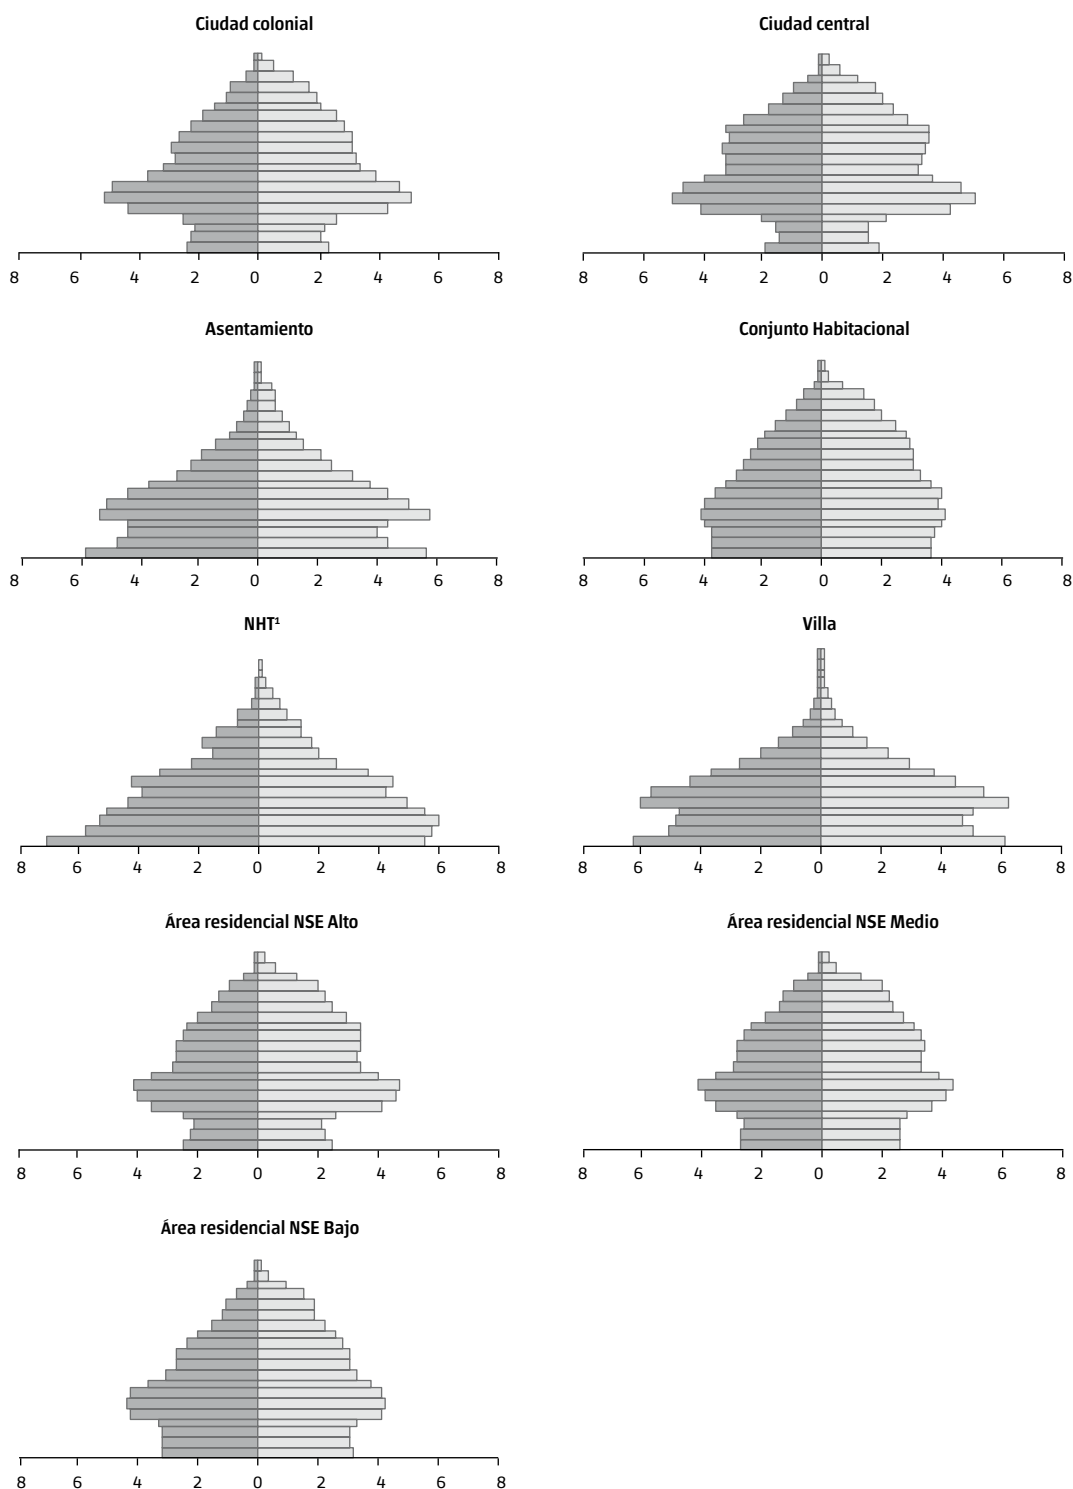 Ciudad colonial
8 6 4 2 0 2 4 6 8
Ciudad central
8 6 4 2 0 2 4 6 8
Asentamiento
8 6 4 2 0 2 4 6 8
Conjunto Habitacional
8 6 4 2 0 2 4 6 8
NHT¹
8 6 4 2 0 2 4 6 8
Villa
8 6 4 2 0 2 4 6 8
Área residencial NSE Alto
8 6 4 2 0 2 4 6 8
Área residencial NSE Medio
8 6 4 2 0 2 4 6 8
Área residencial NSE Bajo
8 6 4 2 0 2 4 6 8